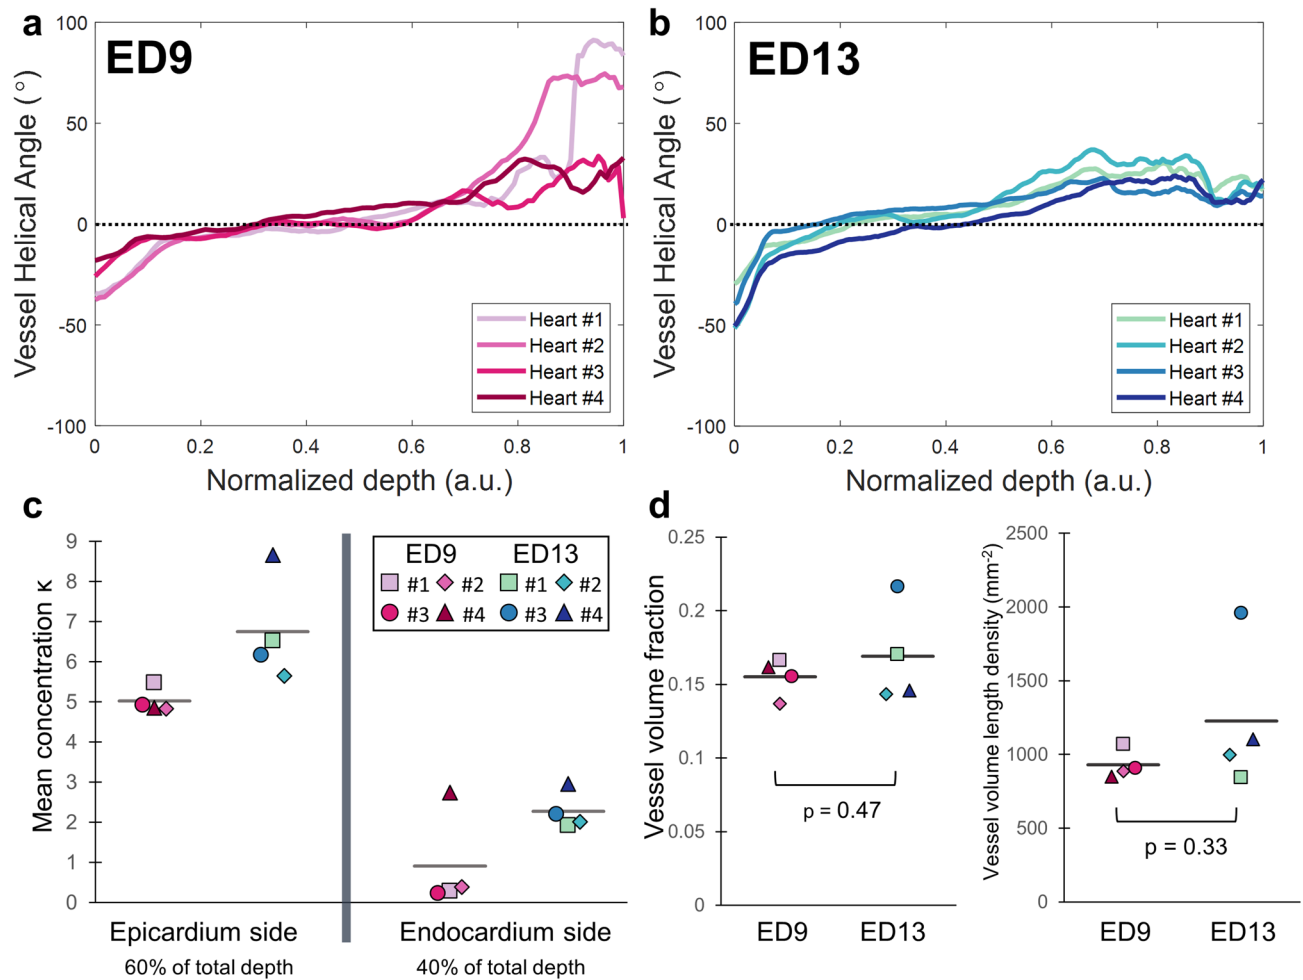 a
ED9
Vessel Helical Angle (°)
100
50
0
-50
-100
Heart #1
Heart #2
Heart #3
Heart #4
0
0.2
0.4
0.6
0.8
1
Normalized depth (a.u.)
b
ED13
Vessel Helical Angle (°)
100
50
0
-50
-100
Heart #1
Heart #2
Heart #3
Heart #4
0
0.2
0.4
0.6
0.8
1
Normalized depth (a.u.)
c
Mean concentration κ
9
8
7
6
5
4
3
2
1
0
ED9 ED13
#1 #2 #1 #2
#3 #4 #3 #4
Epicardium side
60% of total depth
Endocardium side
40% of total depth
d
Vessel volume fraction
0.25
0.2
0.15
0.1
0.05
0
p = 0.47
ED9 ED13
Vessel volume length density (mm-2)
2500
2000
1500
1000
500
0
p = 0.33
ED9 ED13